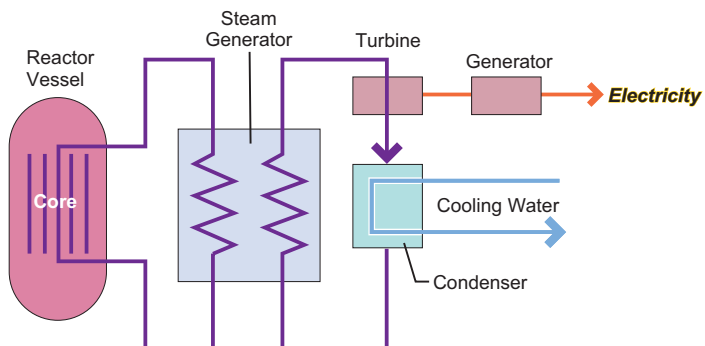 Steam
Generator
Turbine
Reactor
Vessel
Generator
Electricity
Core
Cooling Water
Condenser